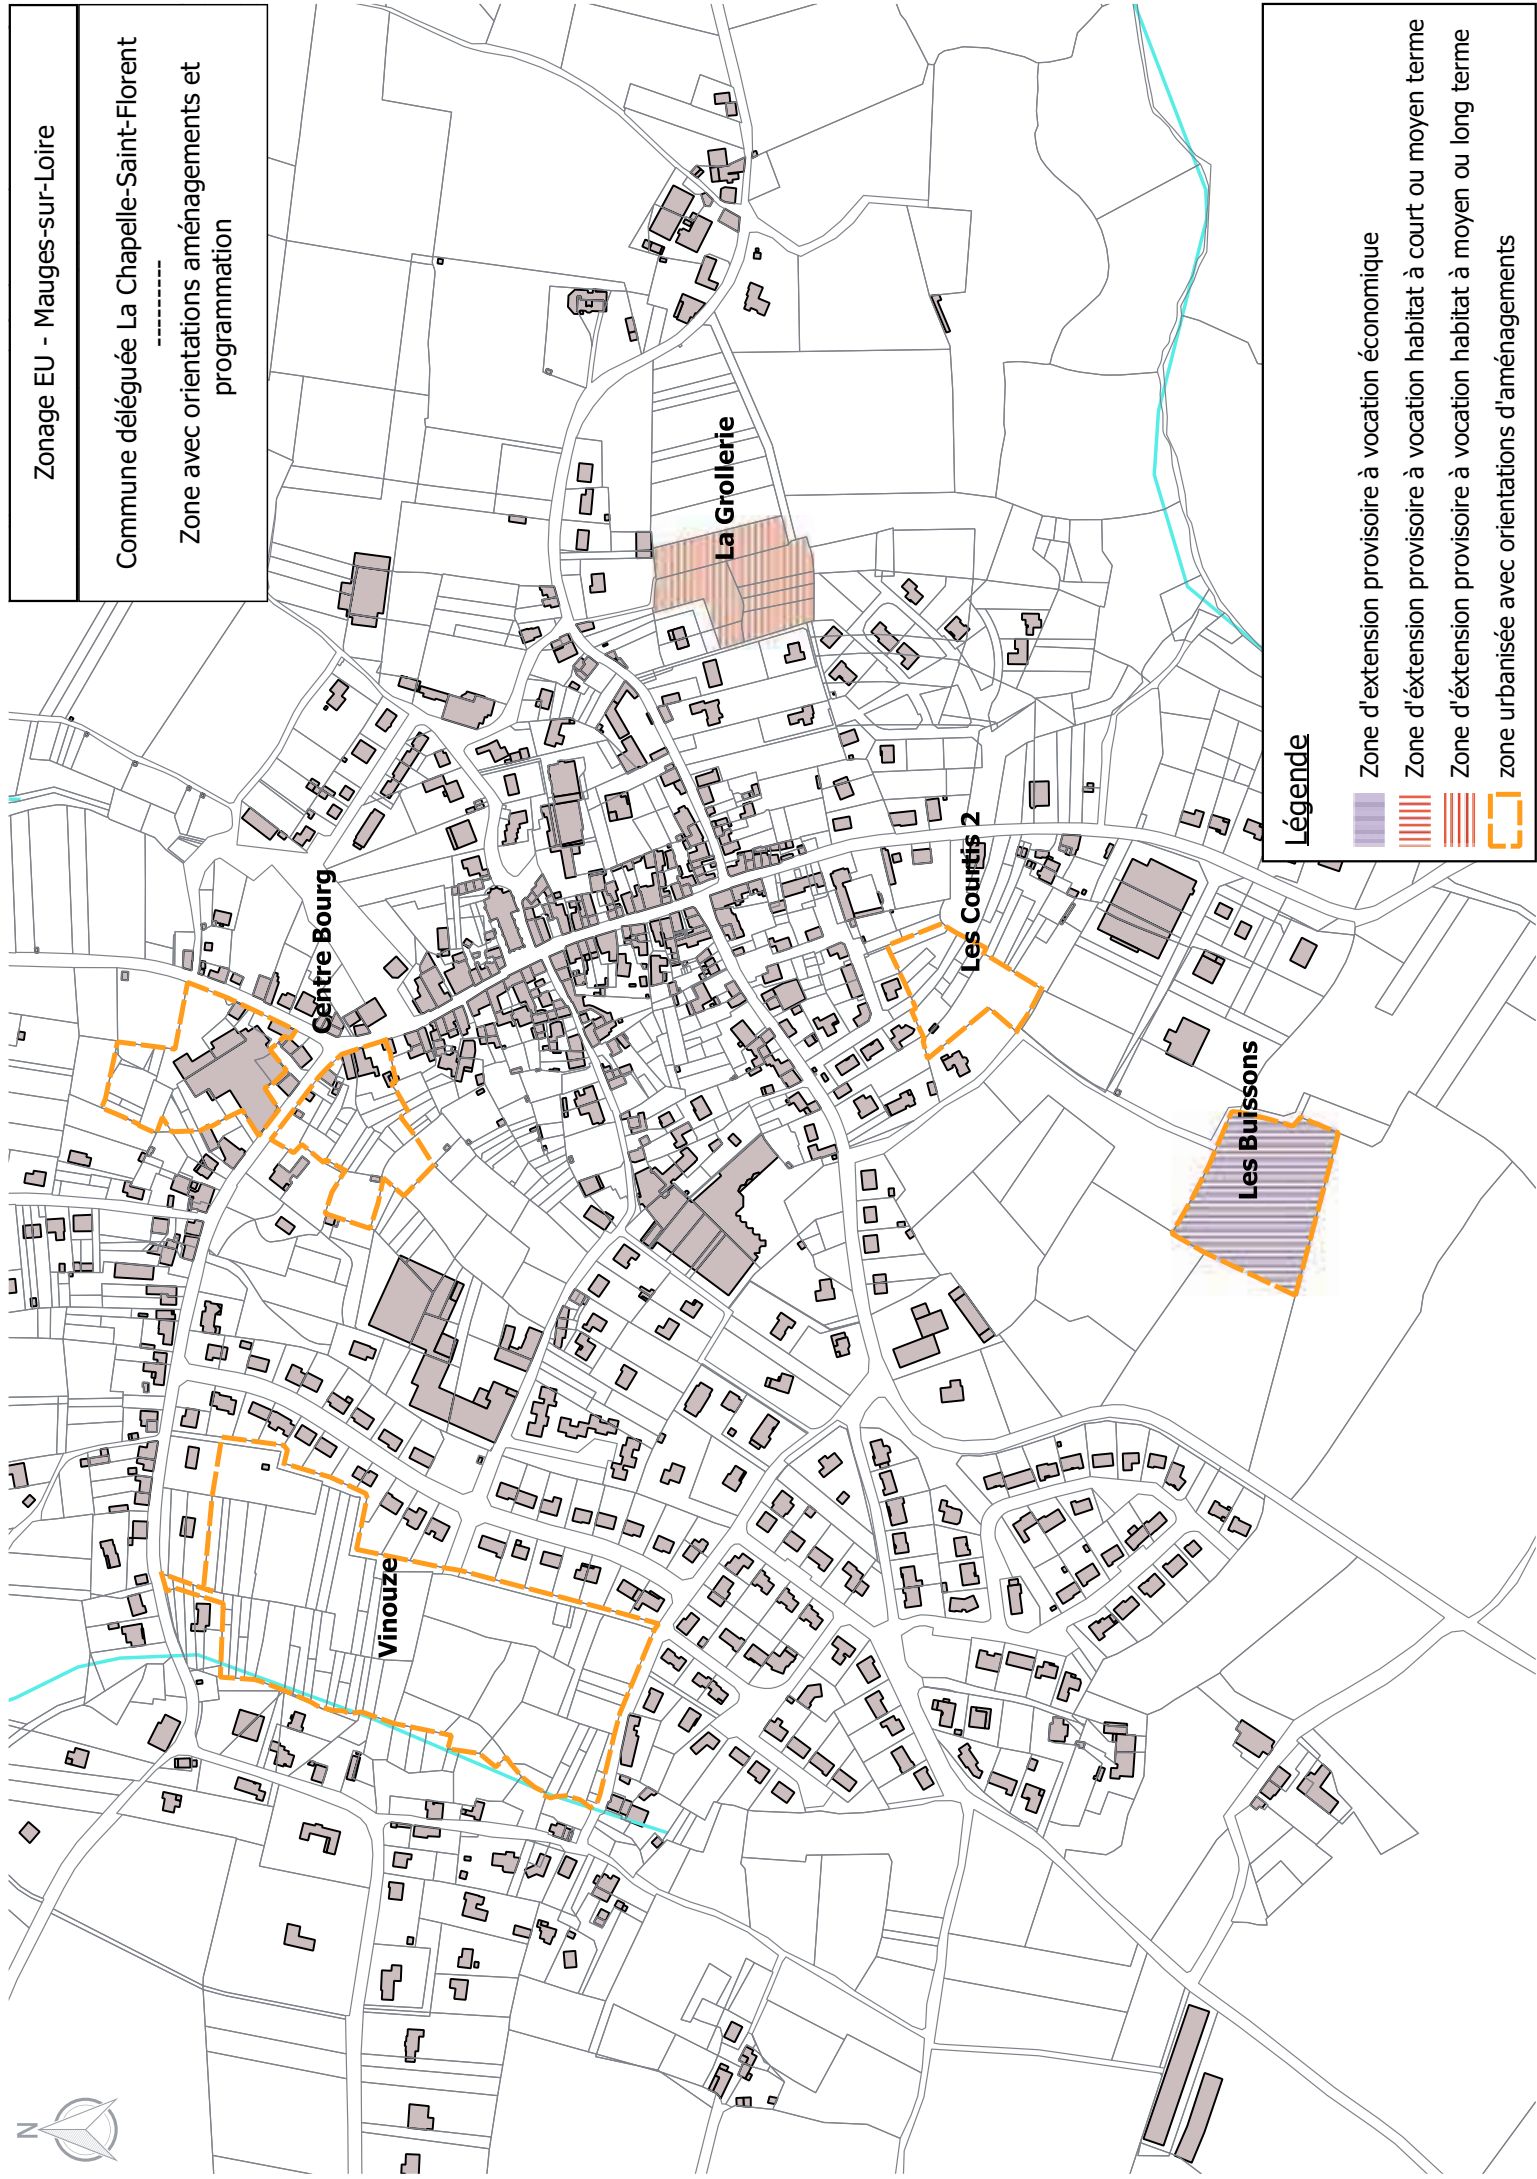 Zonage EU - Mauges-sur-Loire
Commune déléguée La Chapelle-Saint-Florent
----------
Zone avec orientations aménagements et
programmation
N
Centre Bourg
Vinouze
La Grollerie
Les Courtis 2
Les Buissons
Légende
Zone d'extension provisoire à vocation économique
Zone d'éxtension provisoire à vocation habitat à court ou moyen terme
Zone d'éxtension provisoire à vocation habitat à moyen ou long terme
zone urbanisée avec orientations d'aménagements